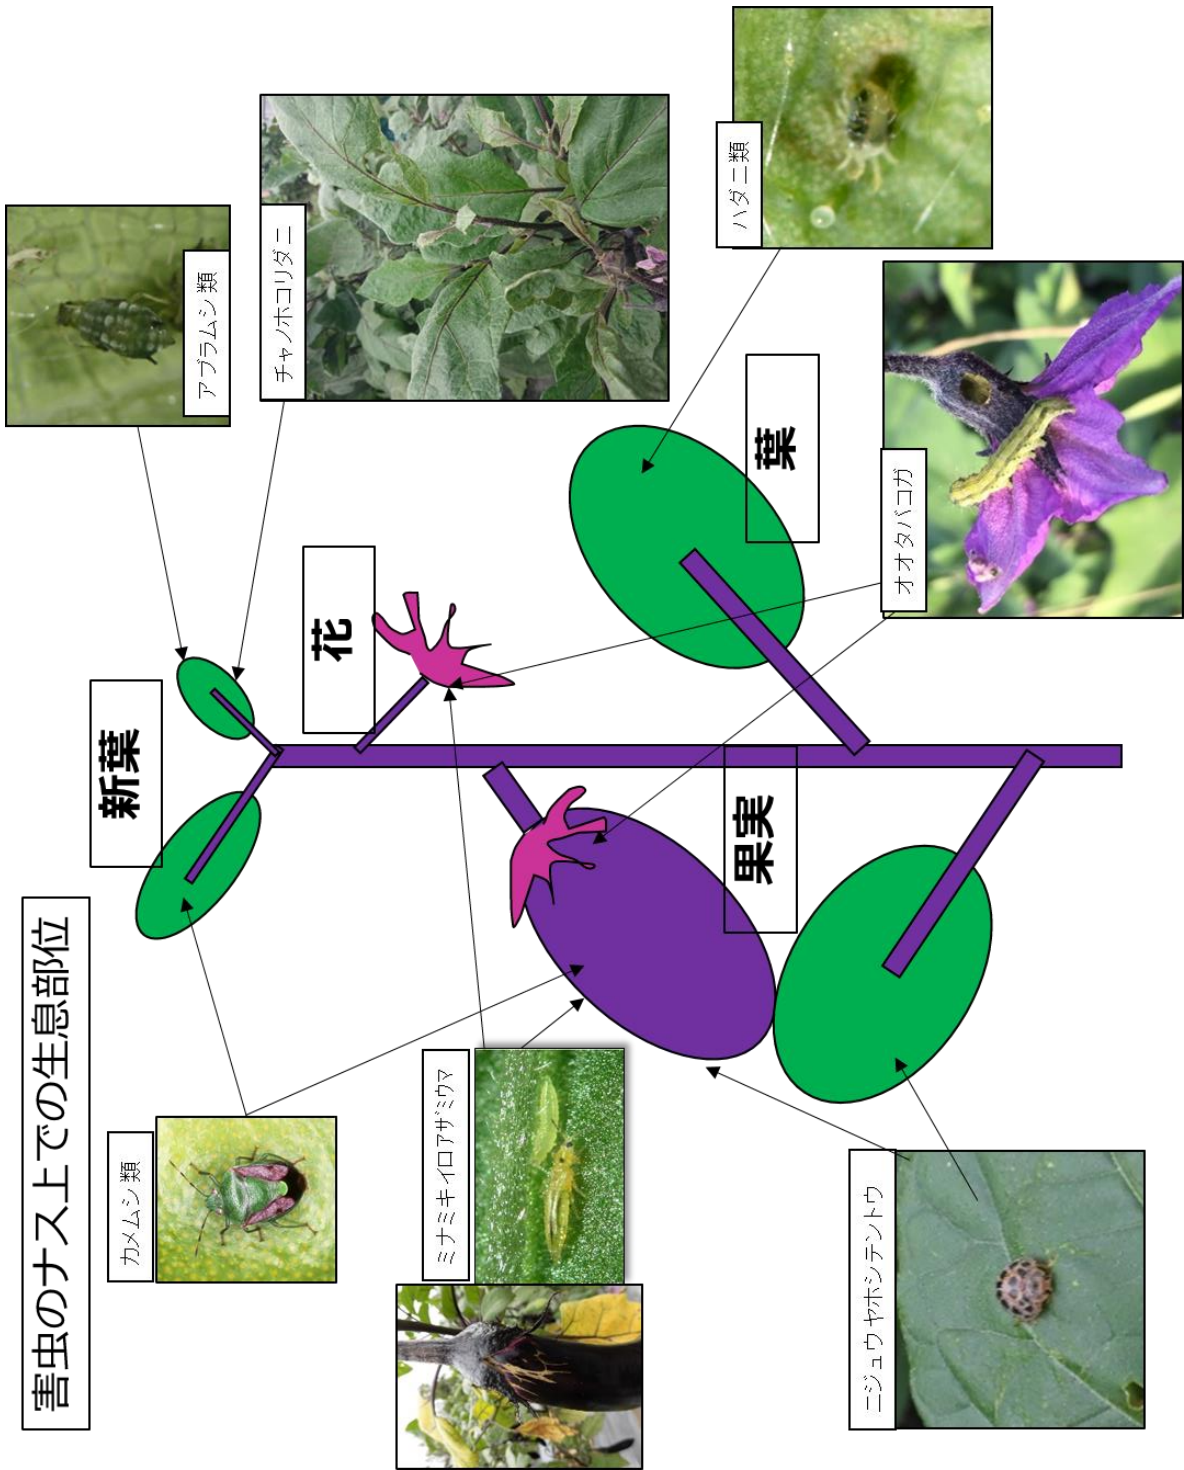 害虫のナス上での生息部位
カメムシ類
新葉
アブラムシ類
チャノホコリダニ
花
ミナミキイロアザミウマ
果実
葉
ハダニ類
オオタバコガ
ニジュウヤホシテントウ